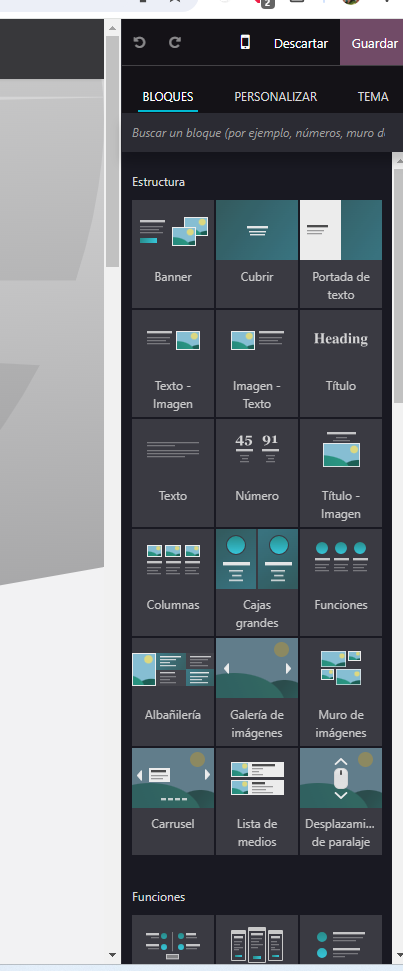 2
Descartar
Guardar
BLOQUES
PERSONALIZAR
TEMA
Buscar un bloque (por ejemplo, números, muro de
Estructura
Banner
Cubrir
Portada de
texto
Texto -
Imagen
Imagen -
Texto
Heading
Título
Texto
45 91
Número
Título -
Imagen
Columnas
Cajas
grandes
Funciones
Albañilería
Galería de
imágenes
Muro de
imágenes
Carrusel
Lista de
medios
Desplazami...
de paralaje
Funciones